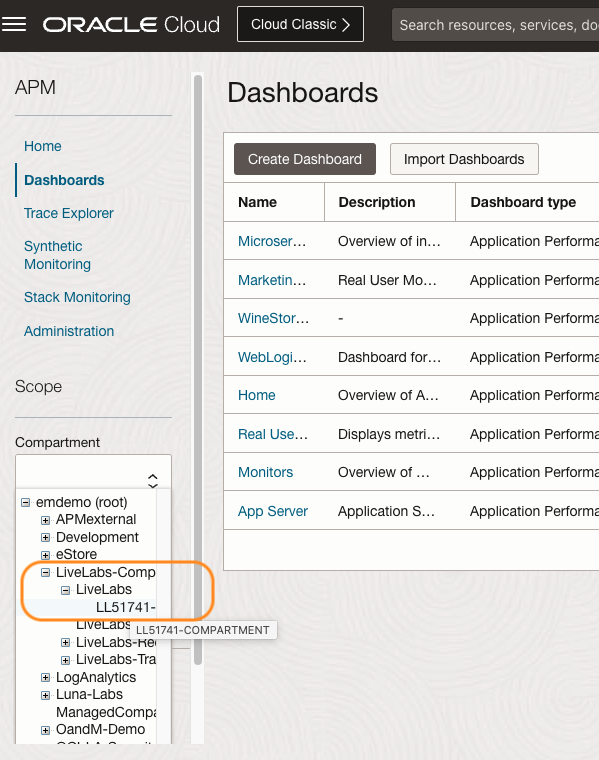 ORACLE Cloud
Cloud Classic
Search resources, services, do
APM
Home
Dashboards
Trace Explorer
Synthetic
Monitoring
Stack Monitoring
Administration
Scope
Compartment
emdemo (root)
APMexternal
Development
eStore
LiveLabs-Comp
LiveLabs
LL51741-
LiveLabs
LL51741-COMPARTMENT
LiveLabs-Re
LiveLabs-Tra
LogAnalytics
Luna-Labs
ManagedCompa
OandM-Demo
Dashboards
Create Dashboard
Import Dashboards
Name Description Dashboard type
Microser... Overview of in... Application Performa
Marketin... Real User Mo... Application Performa
WineStor... - Application Performa
WebLogi... Dashboard for... Application Performa
Home Overview of A... Application Performa
Real Use... Displays metri... Application Performa
Monitors Overview of ... Application Performa
App Server Application S... Application Performa